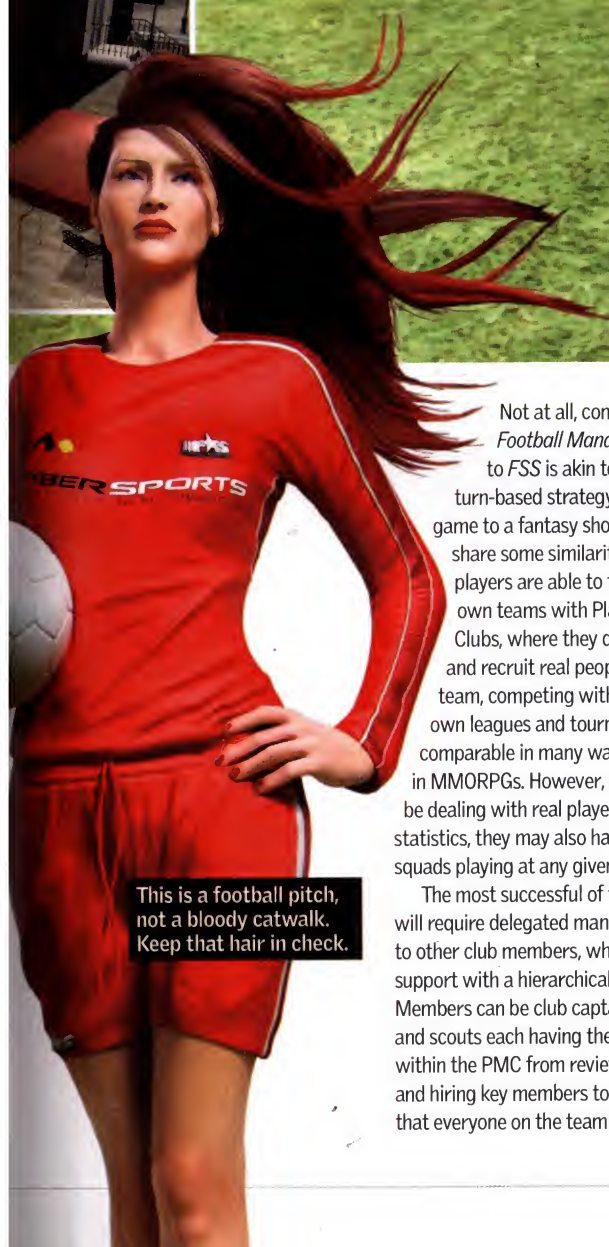 BERSPORTS
Not at all, con
Football Mana
to FSS is akin to
turn-based strategy
game to a fantasy sho
share some similarit
players are able to
own teams with Pla
Clubs, where they
and recruit real peop
team, competing with
own leagues and tourn
comparable in many wa
in MMORPGs. However,
be dealing with real playe
statistics, they may also ha
squads playing at any given
This is a football pitch,
not a bloody catwalk.
Keep that hair in check.
The most successful of
will require delegated man
to other club members, wh
support with a hierarchical
Members can be club capta
and scouts each having the
within the PMC from revie
and hiring key members to
that everyone on the team